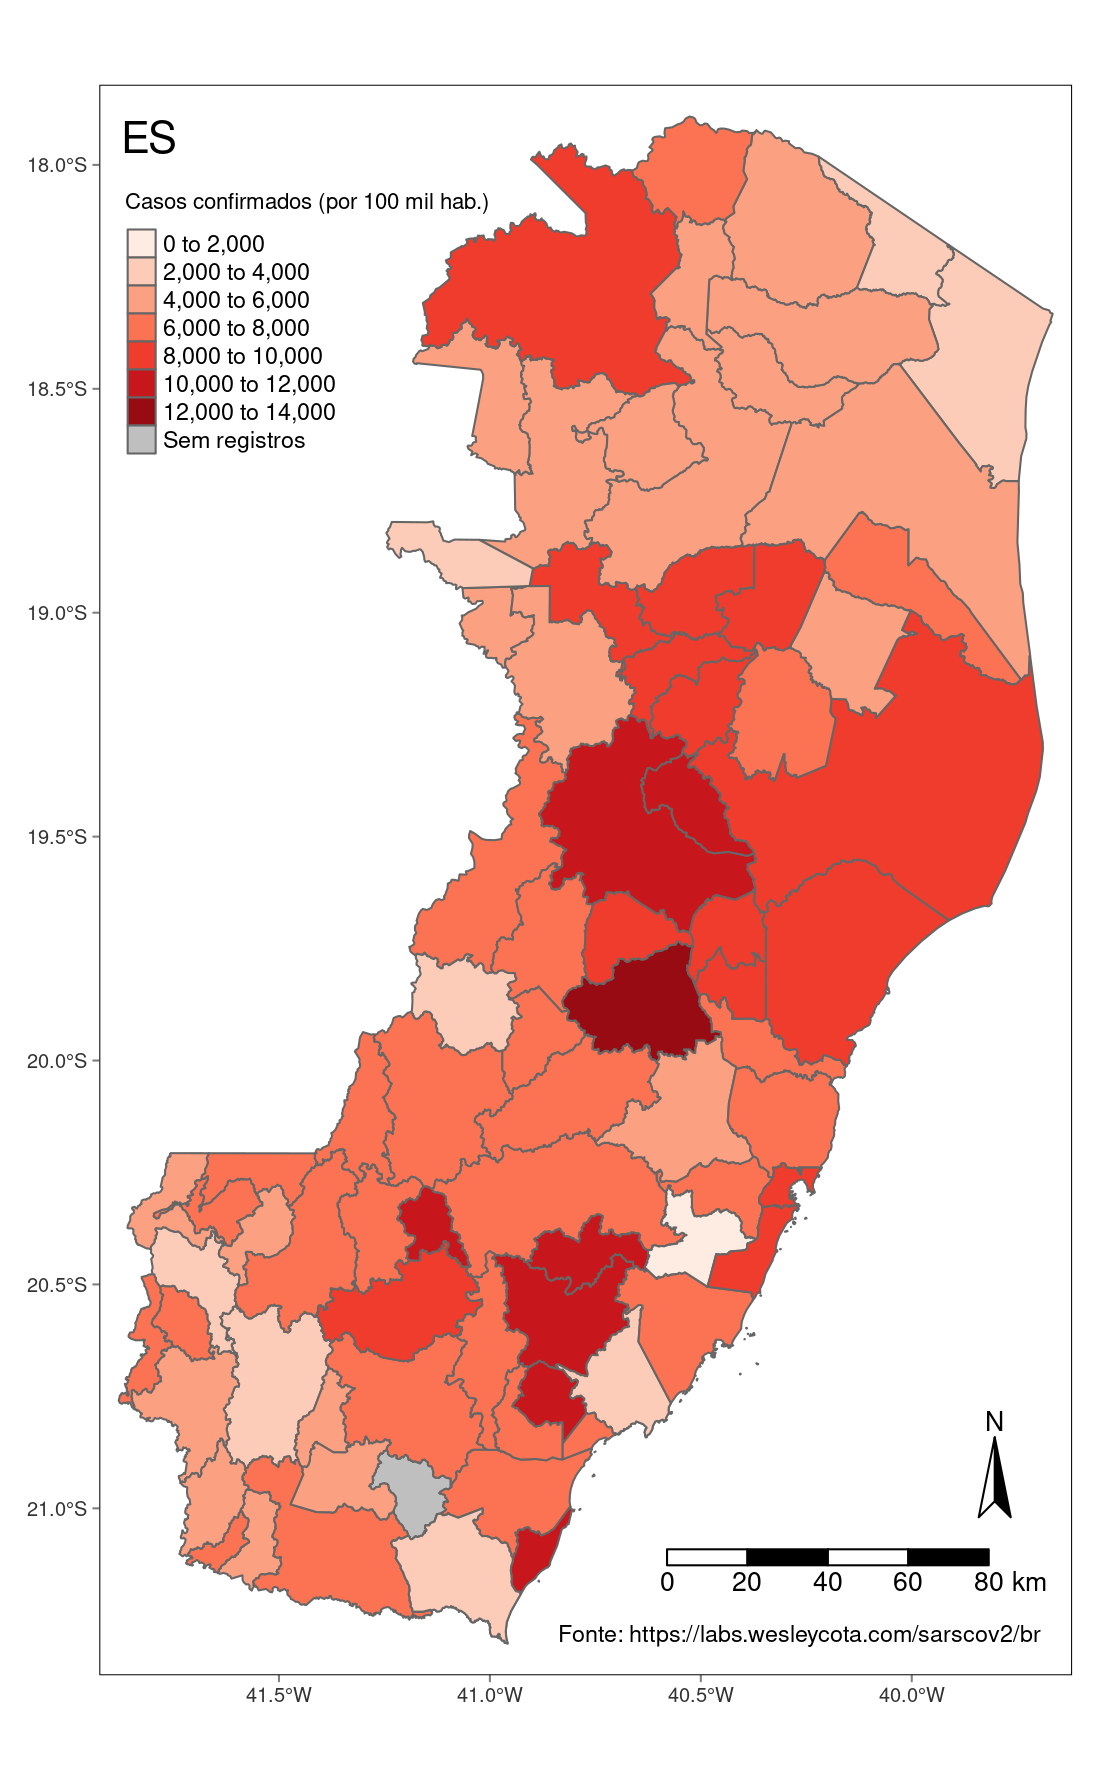 ES
Casos confirmados (por 100 mil hab.)
0 to 2,000
2,000 to 4,000
4,000 to 6,000
6,000 to 8,000
8,000 to 10,000
10,000 to 12,000
12,000 to 14,000
Sem registros
18.0°S
18.5°S
19.0°S
19.5°S
20.0°S
20.5°S
21.0°S
N
0 20 40 60 80 km
Fonte: https://labs.wesleycota.com/sarscov2/br
41.5°W 41.0°W 40.5°W 40.0°W